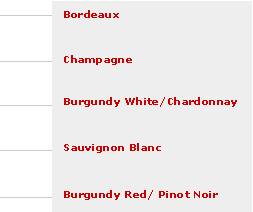 Bordeaux
Champagne
Burgundy White/Chardonnay
Sauvignon Blanc
Burgundy Red/ Pinot Noir